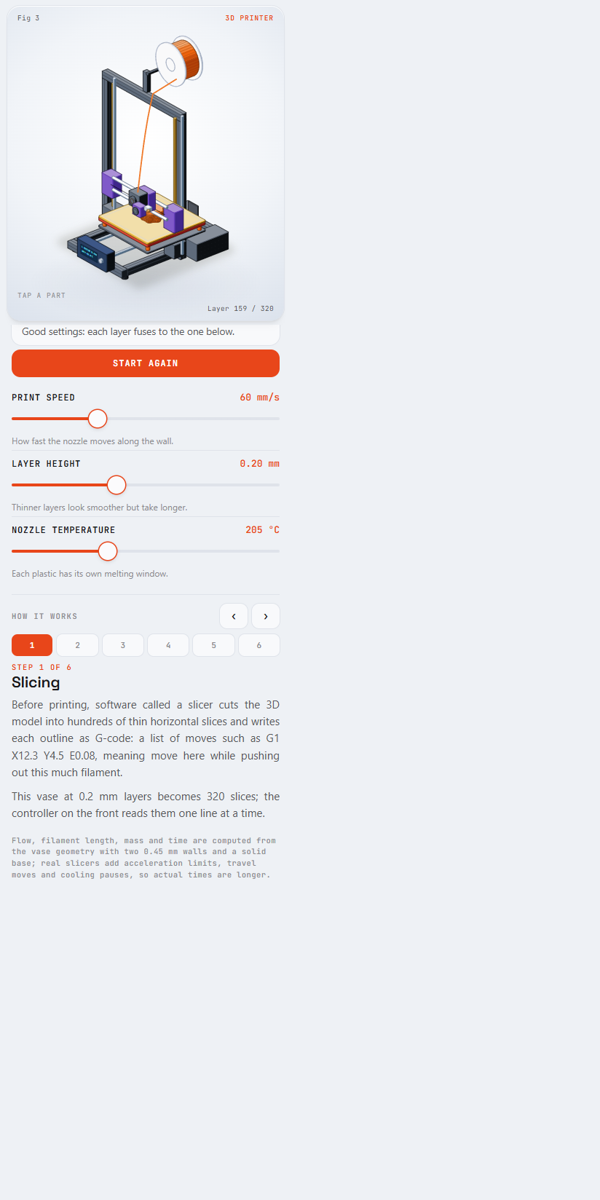 Fig 3
3D PRINTER
TAP A PART
Layer 159 / 320
Good settings: each layer fuses to the one below.
START AGAIN
PRINT SPEED
60 mm/s
How fast the nozzle moves along the wall.
LAYER HEIGHT
0.20 mm
Thinner layers look smoother but take longer.
NOZZLE TEMPERATURE
205 °C
Each plastic has its own melting window.
HOW IT WORKS
‹ ›
1 2 3 4 5 6
STEP 1 OF 6
Slicing
Before printing, software called a slicer cuts the 3D
model into hundreds of thin horizontal slices and writes
each outline as G-code: a list of moves such as G1
X12.3 Y4.5 E0.08, meaning move here while pushing
out this much filament.
This vase at 0.2 mm layers becomes 320 slices; the
controller on the front reads them one line at a time.
Flow, filament length, mass and time are computed from
the vase geometry with two 0.45 mm walls and a solid
base; real slicers add acceleration limits, travel
moves and cooling pauses, so actual times are longer.